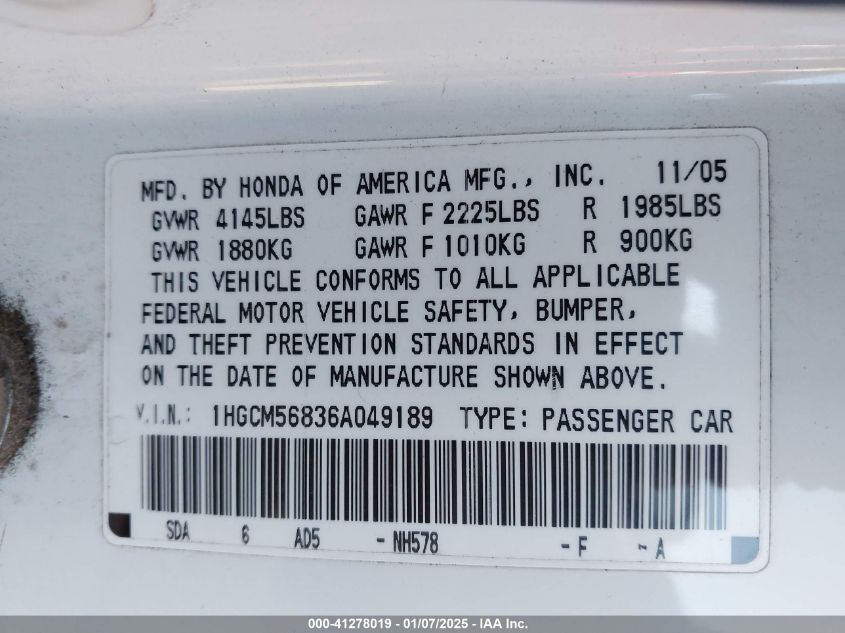 MFD. BY HONDA OF AMERICA MFG., INC. 11/05
GVWR 4145LBS GAWR F 2225LBS R 1985LBS
GVWR 1880KG GAWR F 1010KG R 900KG
THIS VEHICLE CONFORMS TO ALL APPLICABLE
FEDERAL MOTOR VEHICLE SAFETY, BUMPER,
AND THEFT PREVENTION STANDARDS IN EFFECT
ON THE DATE OF MANUFACTURE SHOWN ABOVE.
V.I.N.: 1HGCM56836A049189 TYPE: PASSENGER CAR
SDA 6 AD5 - NH578 - F - A
000-41278019 - 01/07/2025 - IAA Inc.